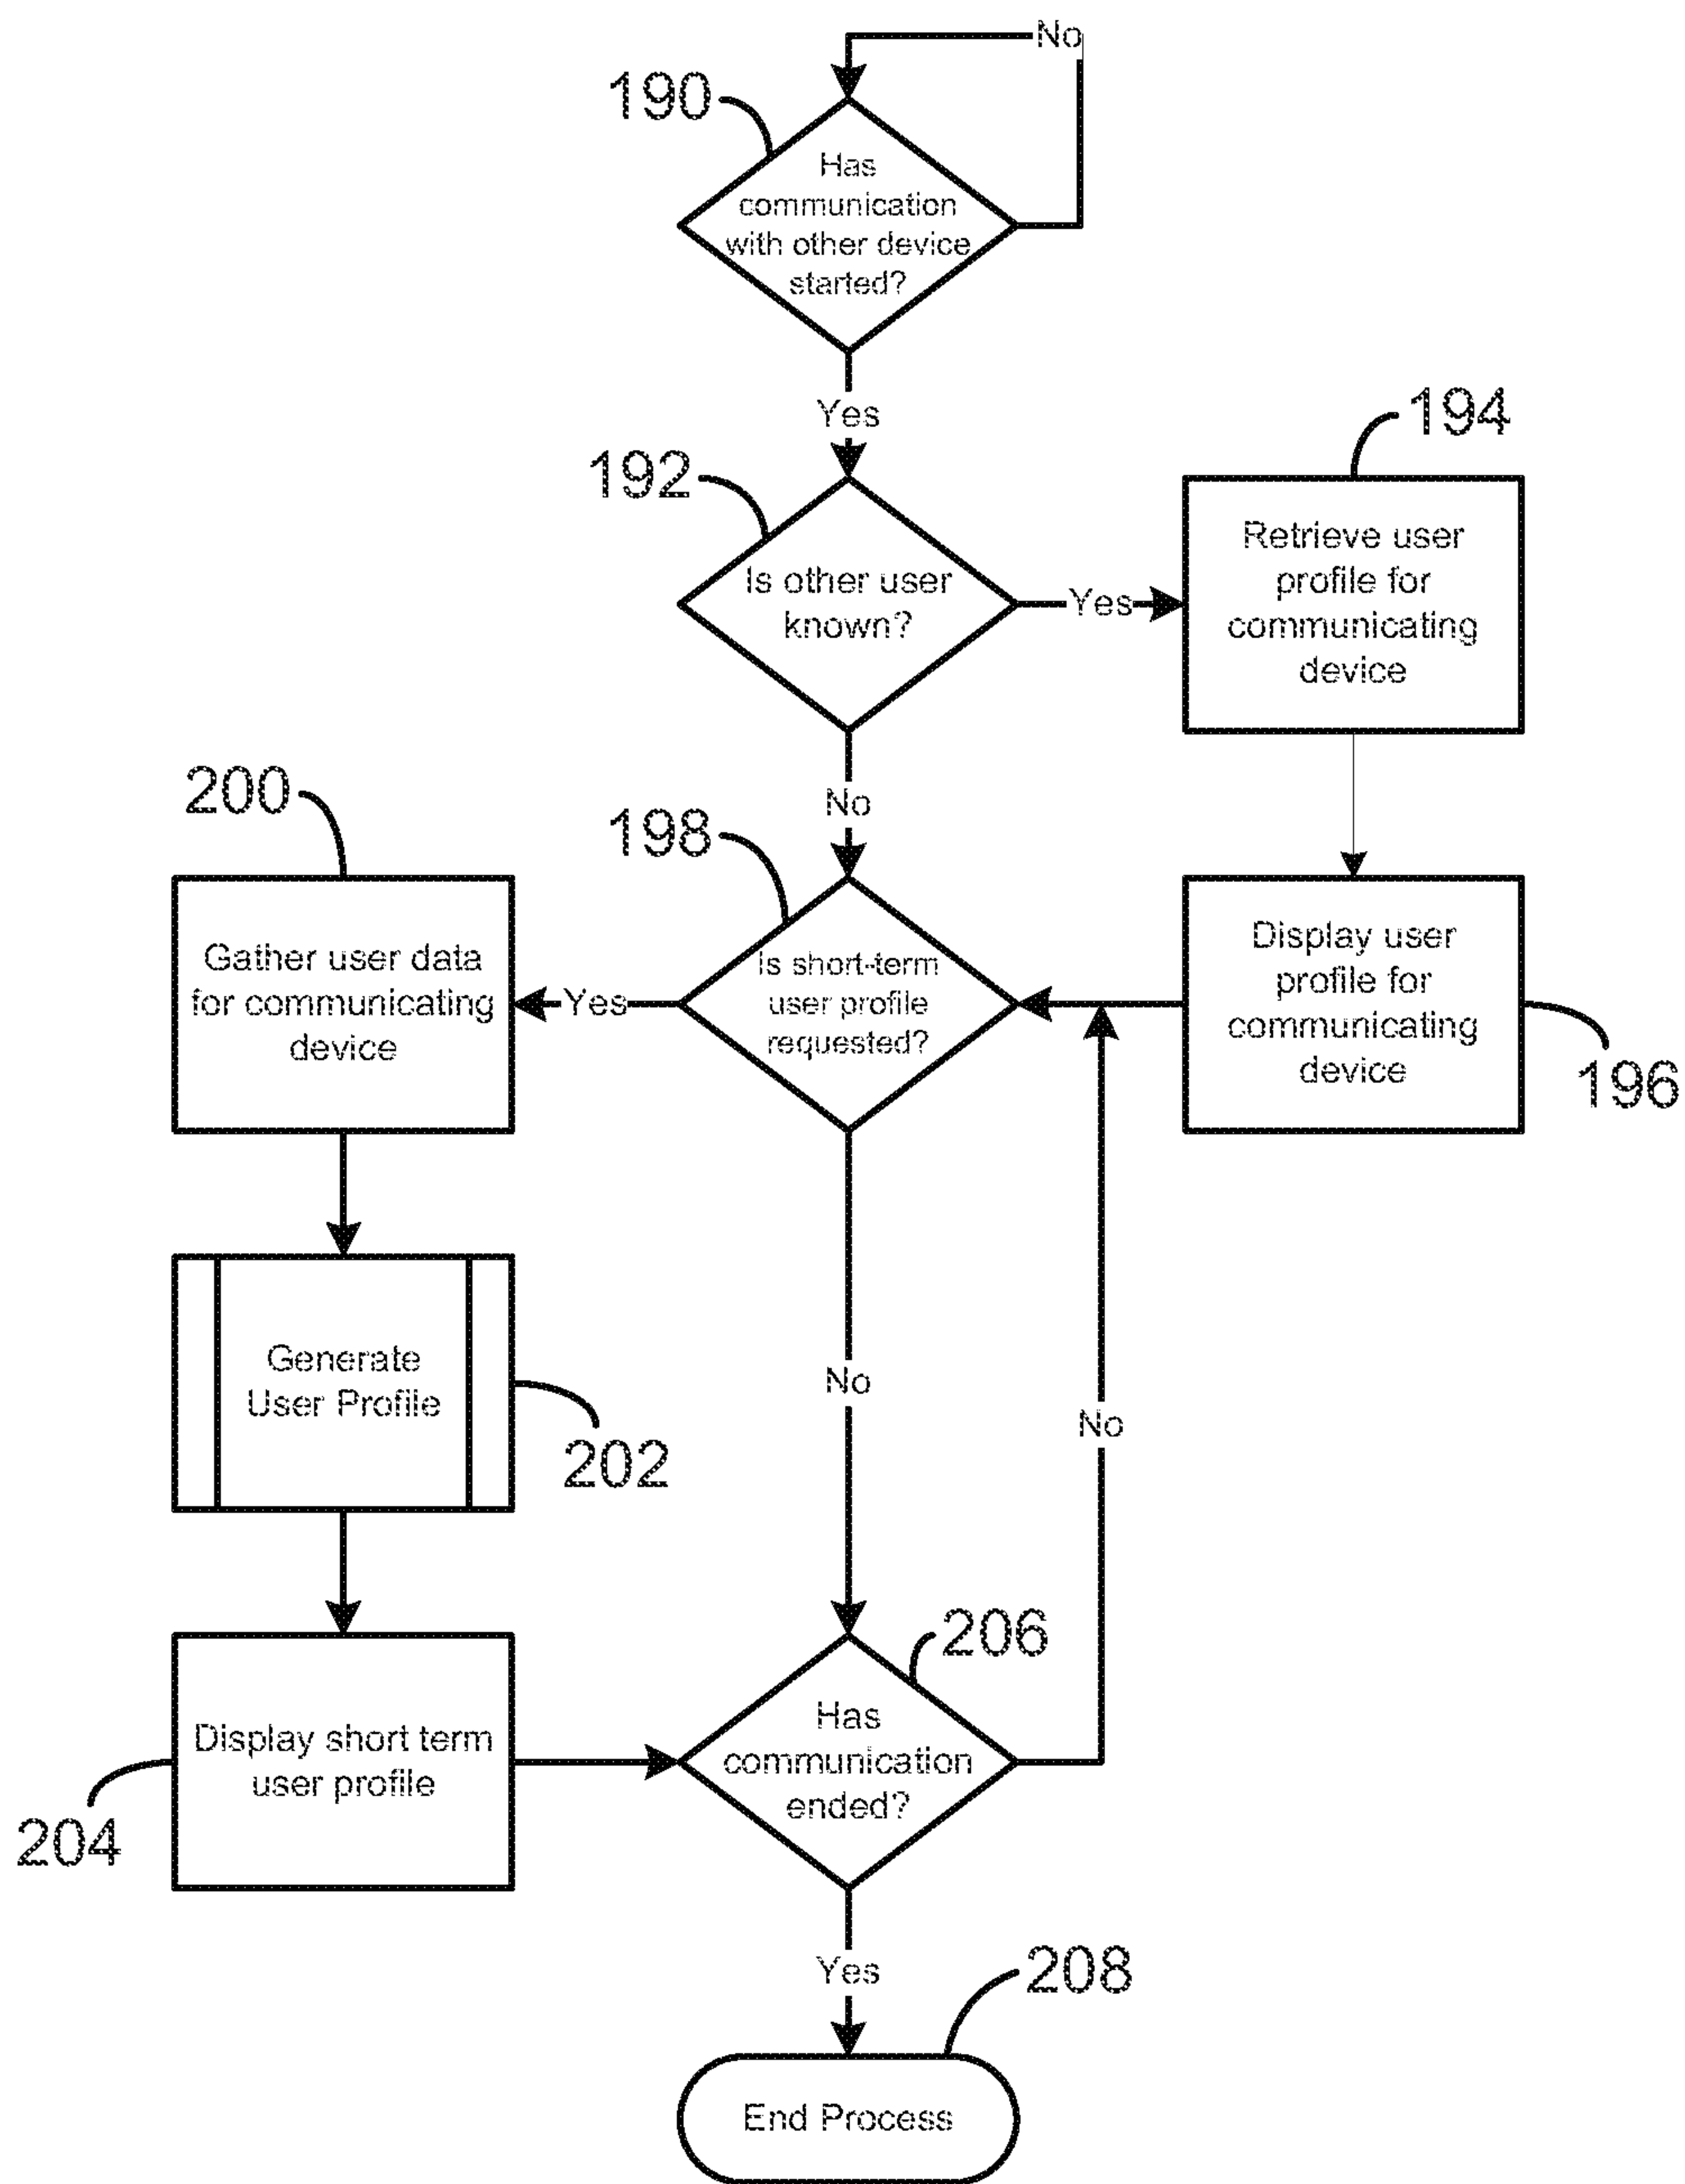 No
190
Has
communication
with other device
started?
Yes
194
192
Is other user
known?
Yes
Retrieve user
profile for
communicating
device
No
200
198
Gather user data
for communicating
device
Yes
Is short-term
user profile
requested?
Display user
profile for
communicating
device
196
Generate
User Profile
202
No
No
206
Display short term
user profile
204
Has
communication
ended?
Yes
208
End Process